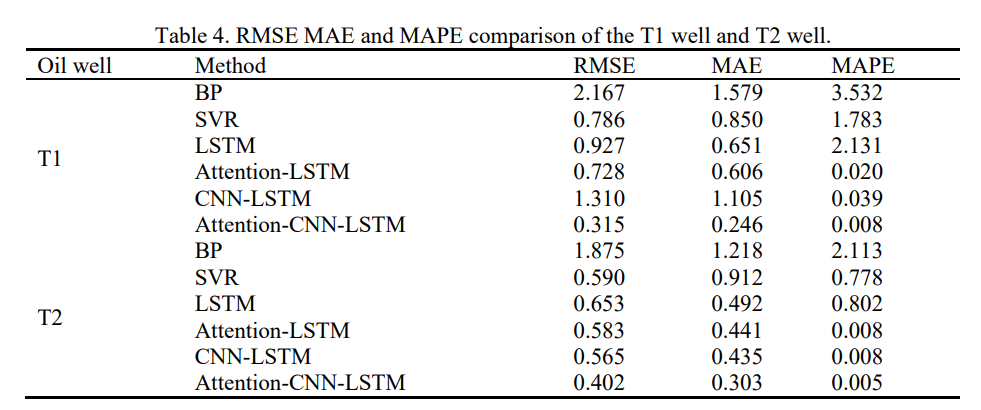 Table 4. RMSE MAE and MAPE comparison of the T1 well and T2 well.
Oil well Method RMSE MAE MAPE
T1 BP 2.167 1.579 3.532
SVR 0.786 0.850 1.783
LSTM 0.927 0.651 2.131
Attention-LSTM 0.728 0.606 0.020
CNN-LSTM 1.310 1.105 0.039
Attention-CNN-LSTM 0.315 0.246 0.008
T2 BP 1.875 1.218 2.113
SVR 0.590 0.912 0.778
LSTM 0.653 0.492 0.802
Attention-LSTM 0.583 0.441 0.008
CNN-LSTM 0.565 0.435 0.008
Attention-CNN-LSTM 0.402 0.303 0.005